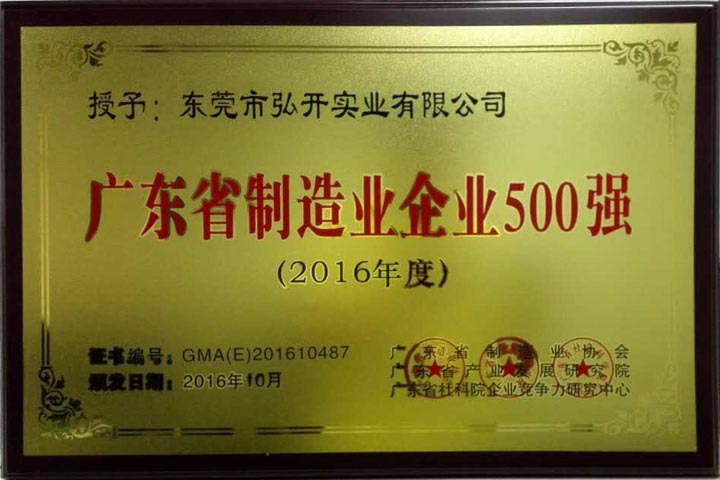 授予：东莞市弘开实业有限公司
广东省制造业企业500强
(2016年度)
证书编号：GMA(E)201610487
颁发日期：2016年10月
广东省制造业协会
广东省产业发展研究院
广东省社科院企业竞争力研究中心